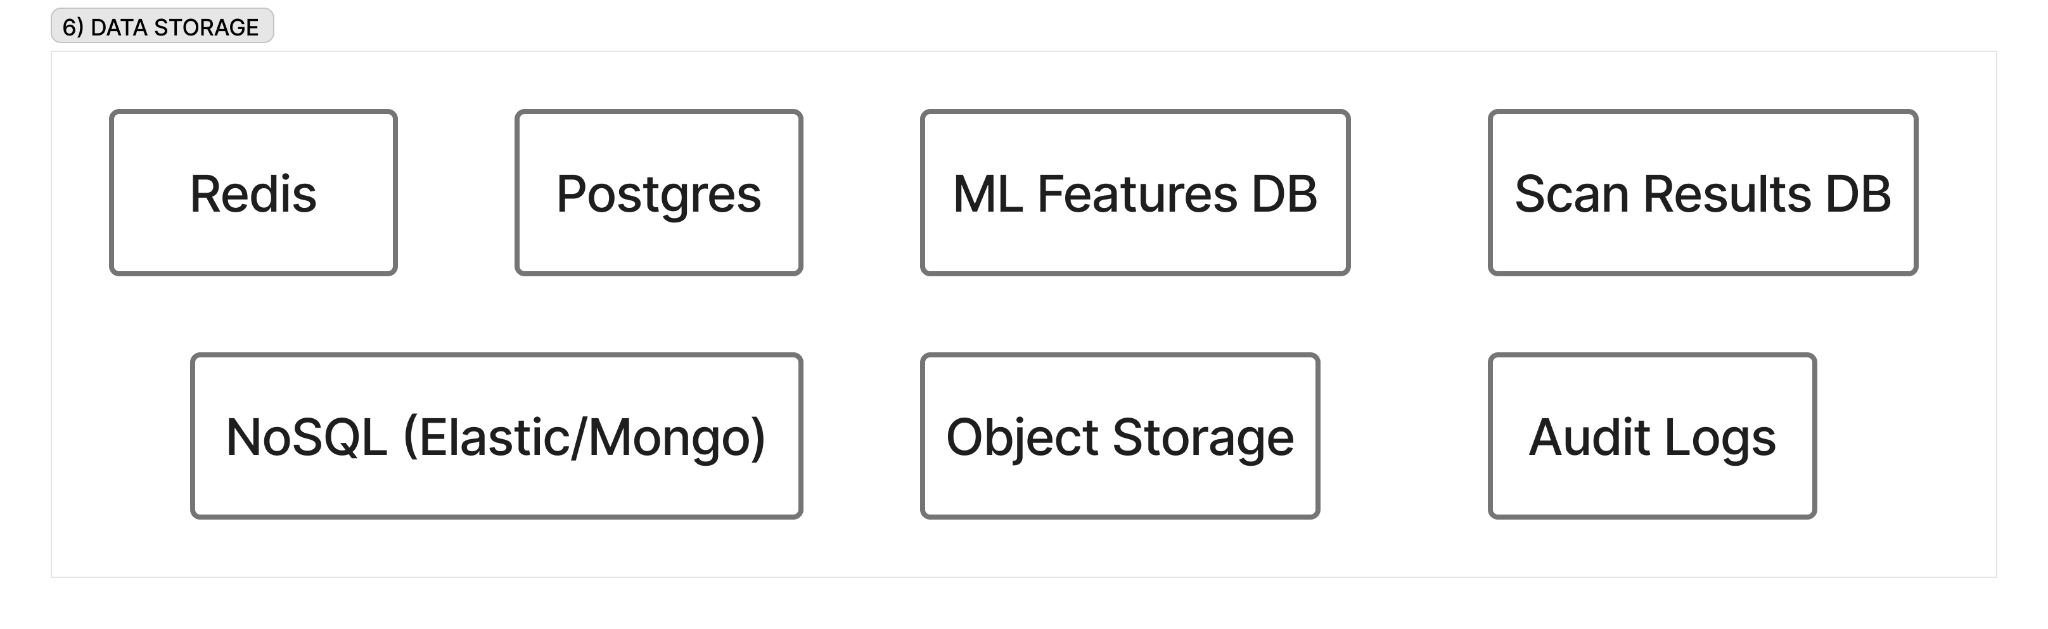 6) DATA STORAGE
Redis
Postgres
ML Features DB
Scan Results DB
NoSQL (Elastic/Mongo)
Object Storage
Audit Logs